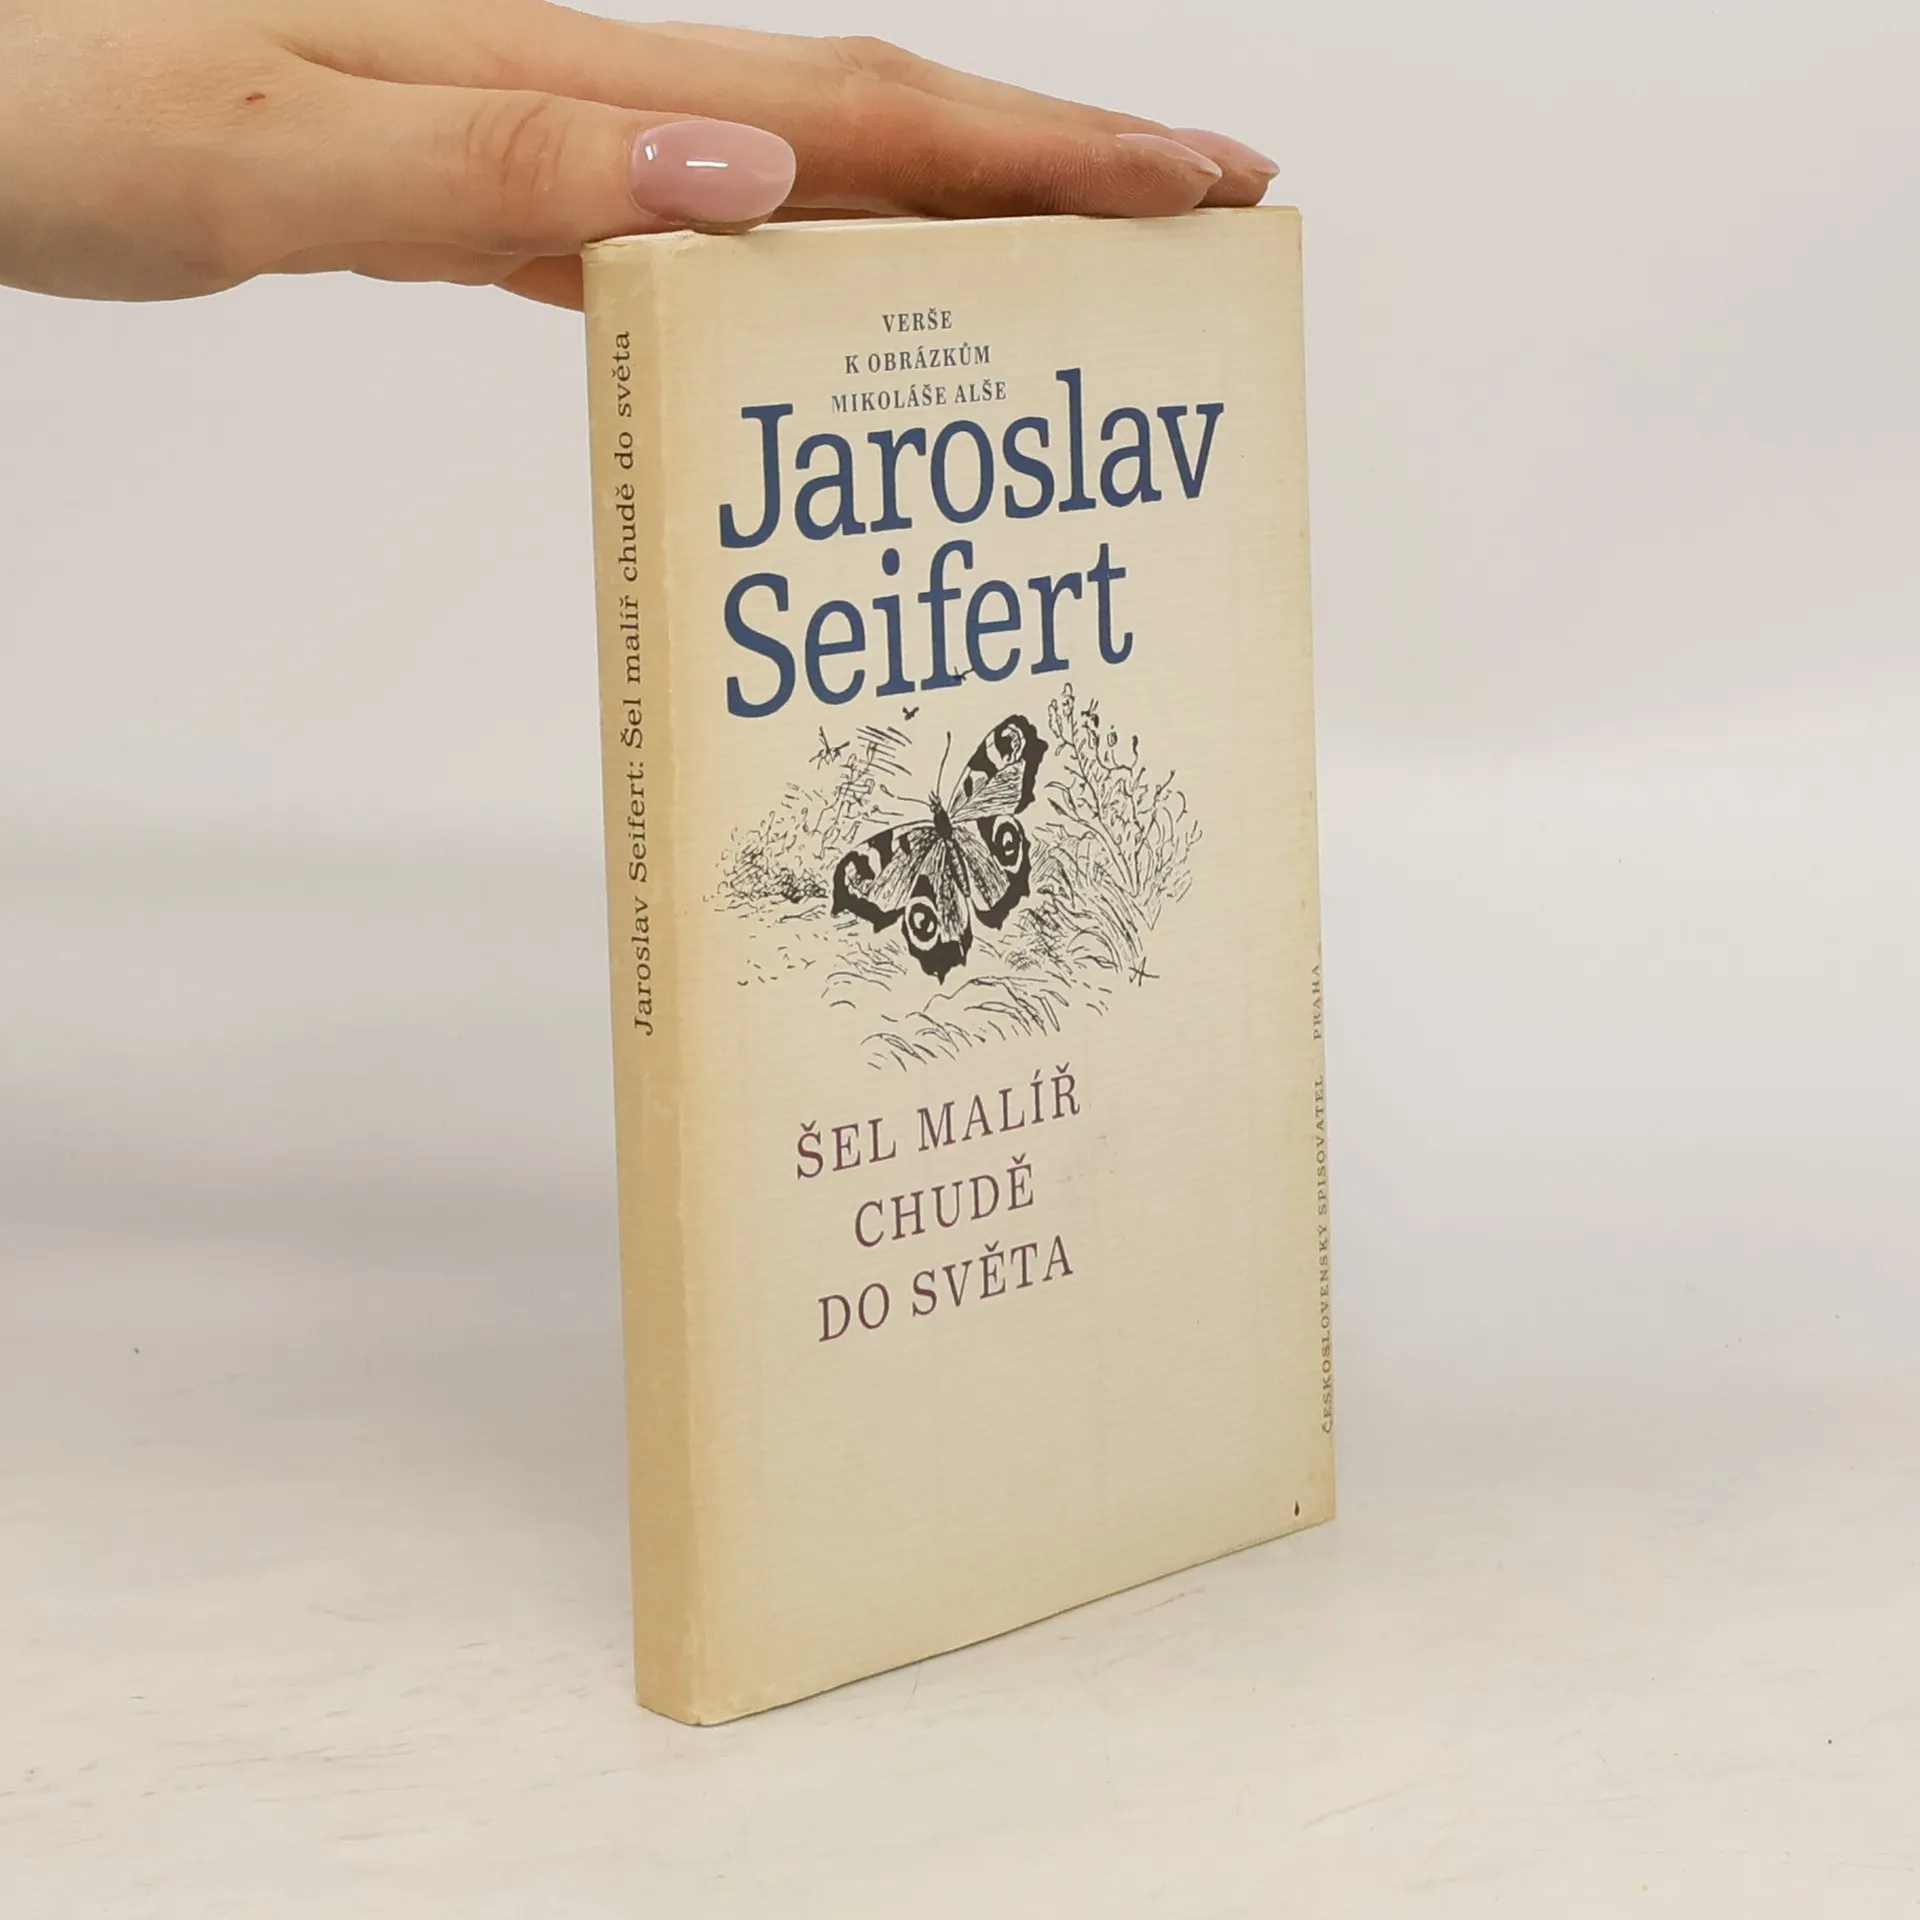 Jaroslav Seifert: Šel malíř chudě do světa
VERŠE
K OBRÁZKŮM
MIKOLÁŠE ALŠE
Jaroslav
Seifert
ŠEL MALÍŘ
CHUDĚ
DO SVĚTA
ČESKOSLOVENSKÝ SPISOVATEL PRAHA